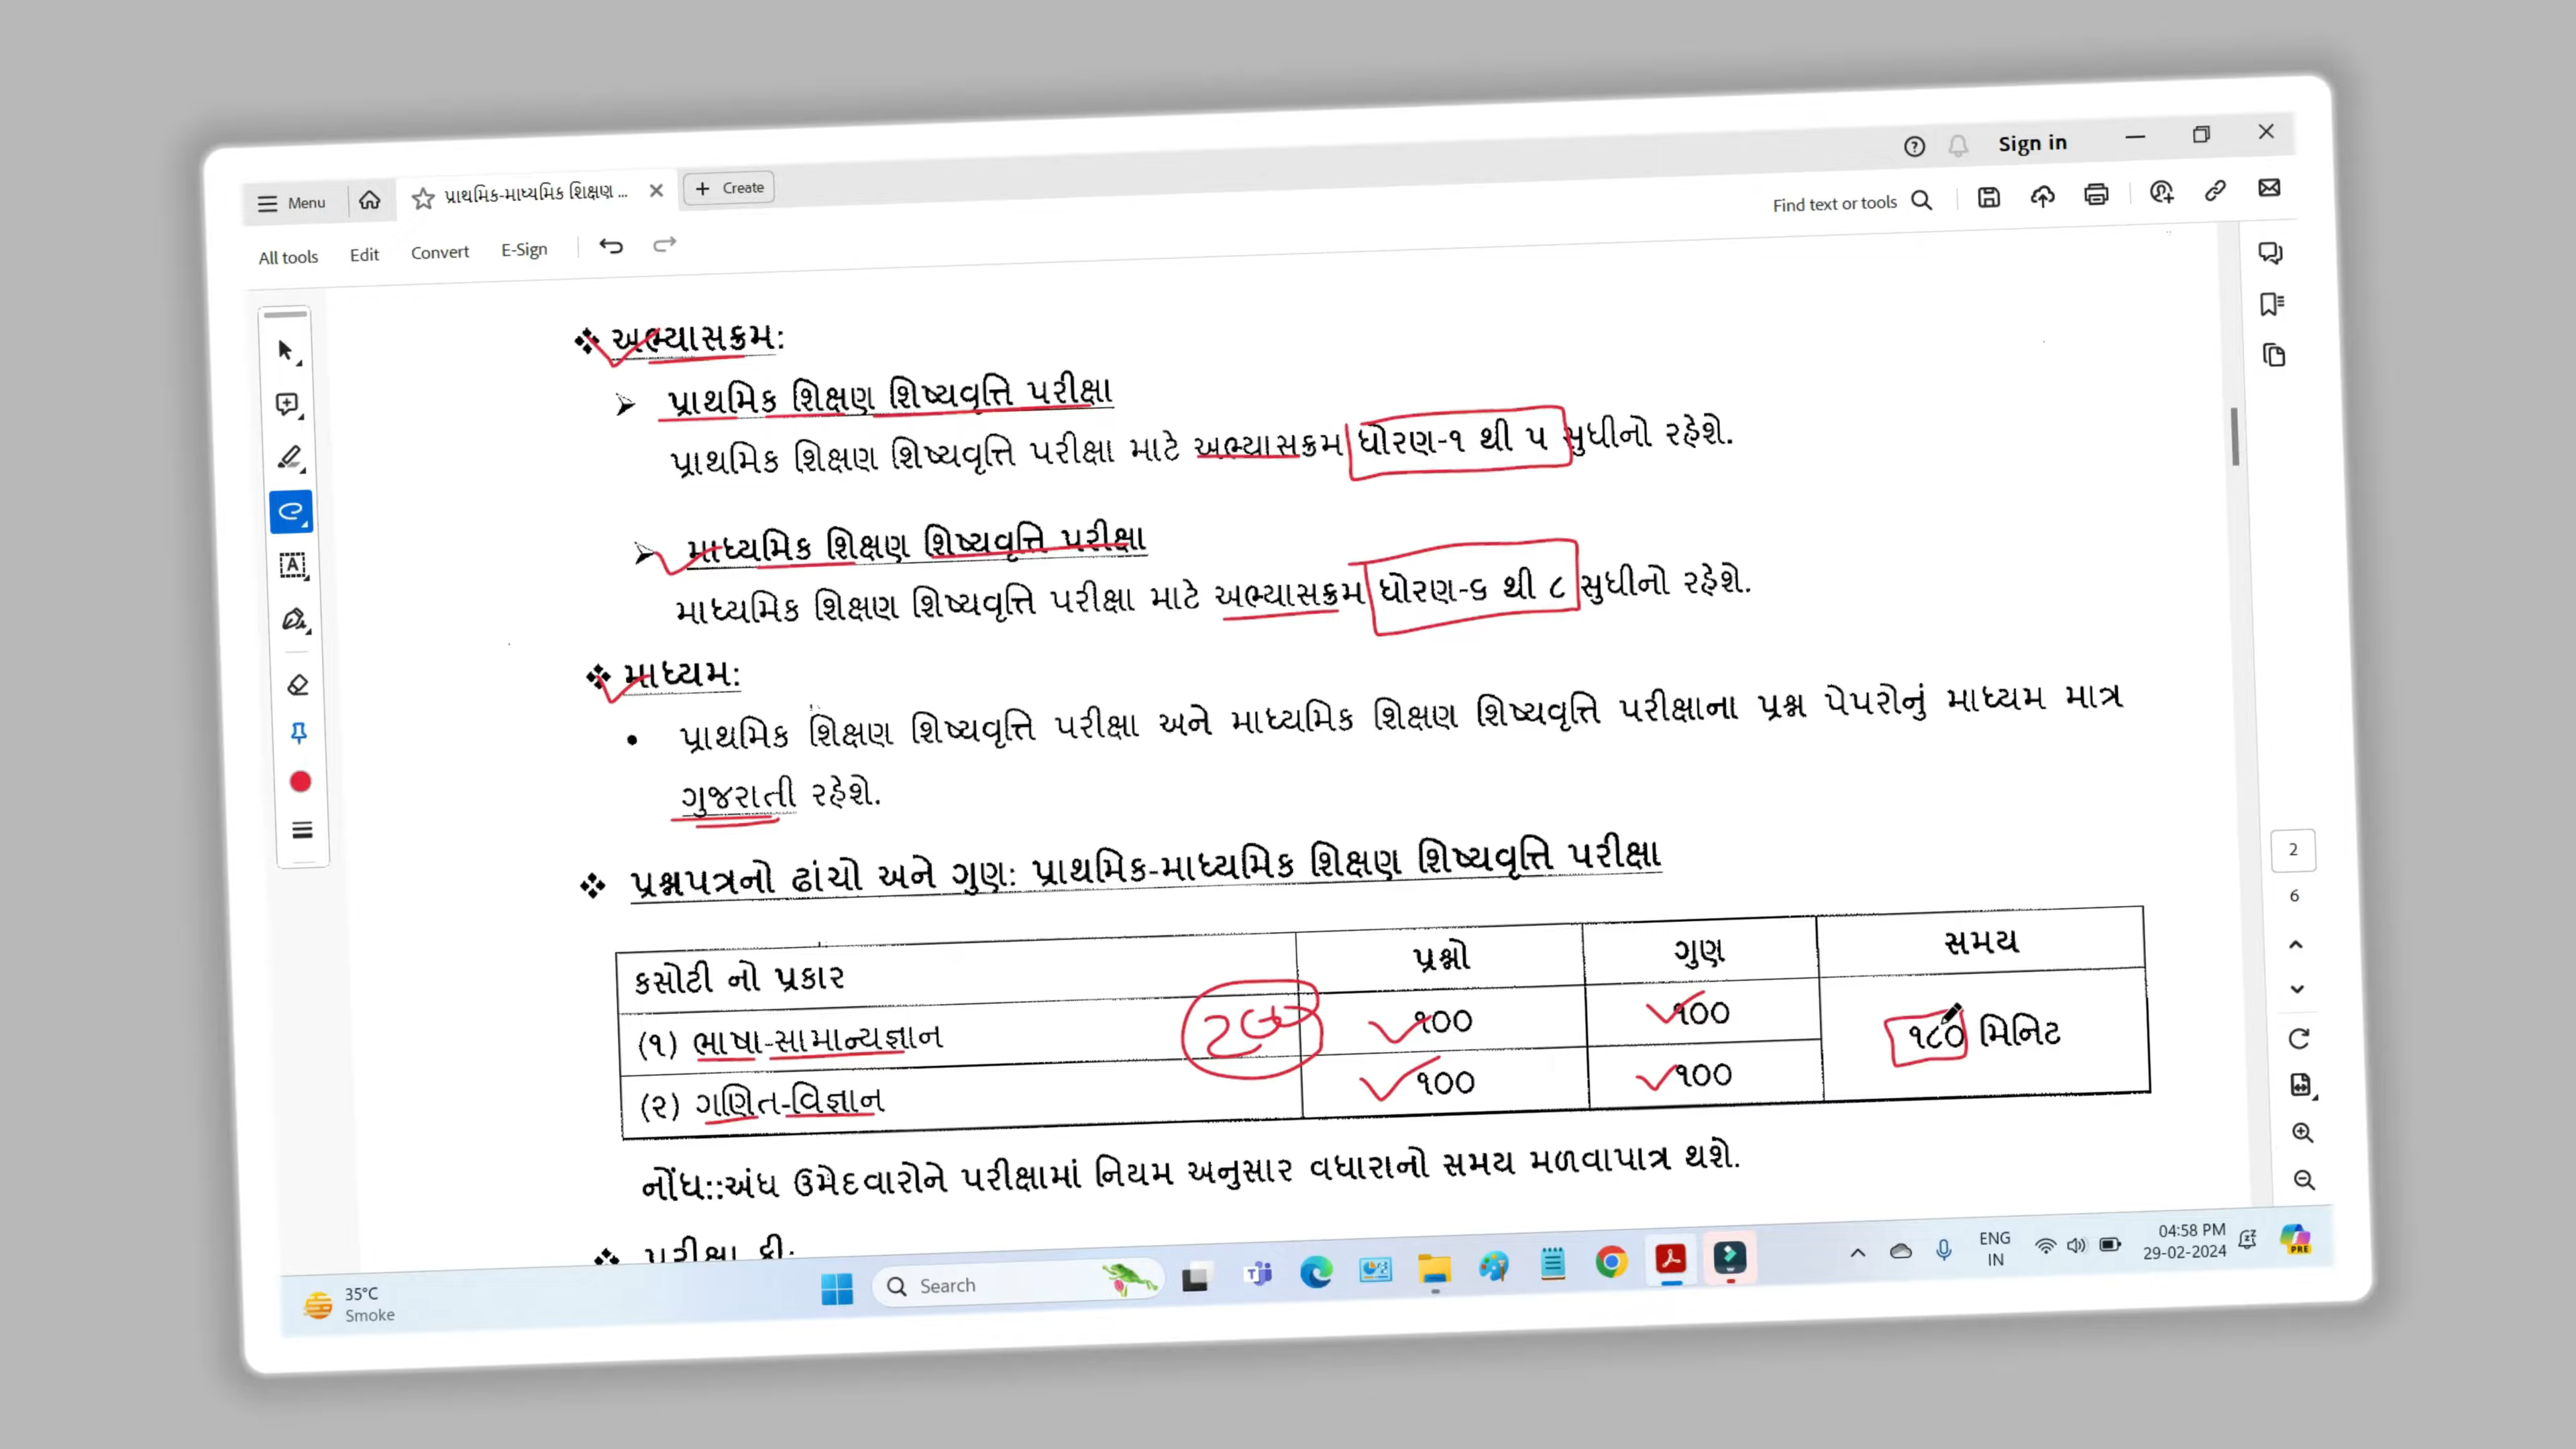 Sign in
Menu
પ્રાથમિક-માધ્યમિક શિક્ષણ ...
Create
Find text or tools
All tools Edit Convert E-Sign
❖ અભ્યાસક્રમ:
➢ પ્રાથમિક શિક્ષણ શિષ્યવૃત્તિ પરીક્ષા
પ્રાથમિક શિક્ષણ શિષ્યવૃત્તિ પરીક્ષા માટે અભ્યાસક્રમ ધોરણ-૧ થી ૫ સુધીનો રહેશે.
➢ માધ્યમિક શિક્ષણ શિષ્યવૃત્તિ પરીક્ષા
માધ્યમિક શિક્ષણ શિષ્યવૃત્તિ પરીક્ષા માટે અભ્યાસક્રમ ધોરણ-૬ થી ૮ સુધીનો રહેશે.
❖ માધ્યમ:
• પ્રાથમિક શિક્ષણ શિષ્યવૃત્તિ પરીક્ષા અને માધ્યમિક શિક્ષણ શિષ્યવૃત્તિ પરીક્ષાના પ્રશ્ન પેપરોનું માધ્યમ માત્ર
ગુજરાતી રહેશે.
❖ પ્રશ્નપત્રનો ઢાંચો અને ગુણ: પ્રાથમિક-માધ્યમિક શિક્ષણ શિષ્યવૃત્તિ પરીક્ષા
કસોટી નો પ્રકાર પ્રશ્નો ગુણ સમય
(૧) ભાષા-સામાન્યજ્ઞાન 200 ૧૦૦ ૧૦૦ ૧૮૦ મિનિટ
(૨) ગણિત-વિજ્ઞાન ૧૦૦ ૧૦૦
નોંધ::અંધ ઉમેદવારોને પરીક્ષામાં નિયમ અનુસાર વધારાનો સમય મળવાપાત્ર થશે.
❖ પરીક્ષા ફી:
2
6
35°C
Smoke
Search
ENG
IN
04:58 PM
29-02-2024
PRE